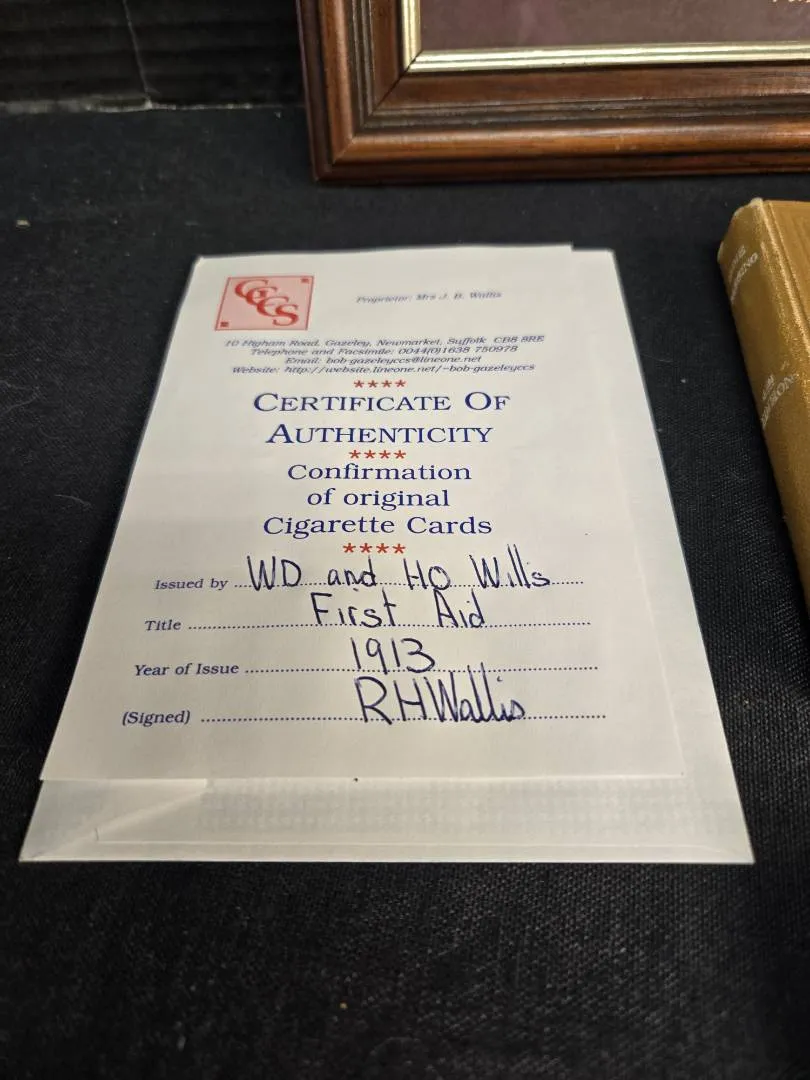 GCCS
Proprietor: Mrs J. B. Wallis
10 Higham Road, Gazeley, Newmarket, Suffolk CB8 8RE
Telephone and Facsimile: 0044(0)1638 750978
Email: bob-gazeleyccs@lineone.net
Website: http://website.lineone.net/~bob-gazeleyccs
****
CERTIFICATE OF
AUTHENTICITY
****
Confirmation
of original
Cigarette Cards
****
Issued by WD and HO Wills
Title First Aid
Year of Issue 1913
(Signed) RHWallis